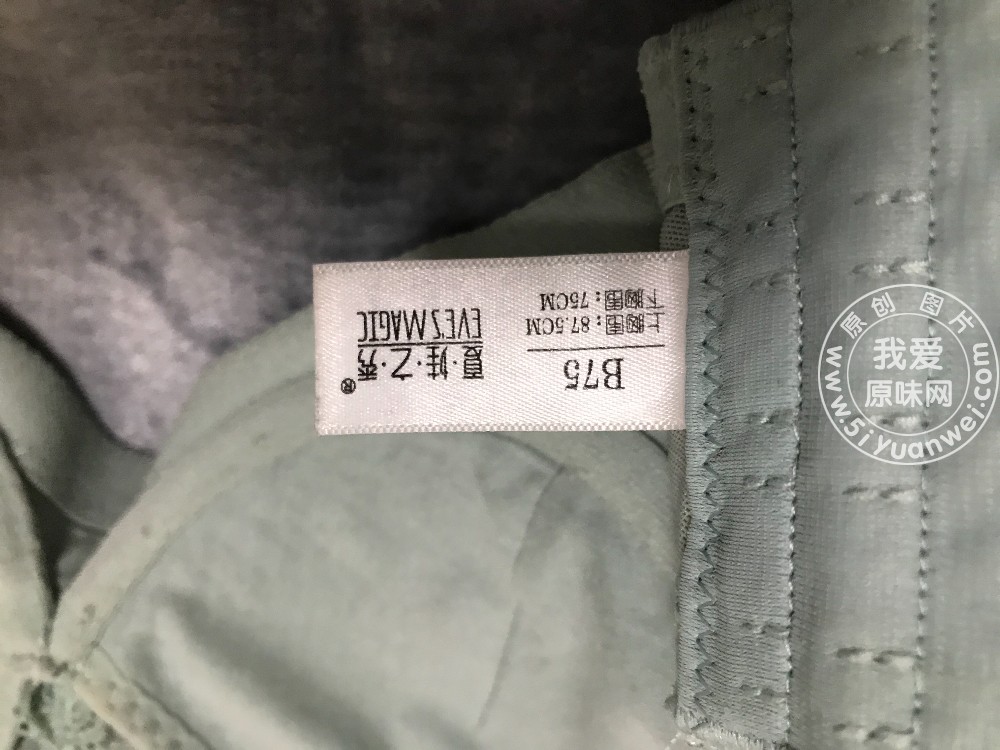 B75
上胸围：87.5CM
下胸围：75CM
夏·娃·之·秀®
EVE'S MAGIC
原创图片
我爱
原味网
www.5iyuanwei.com